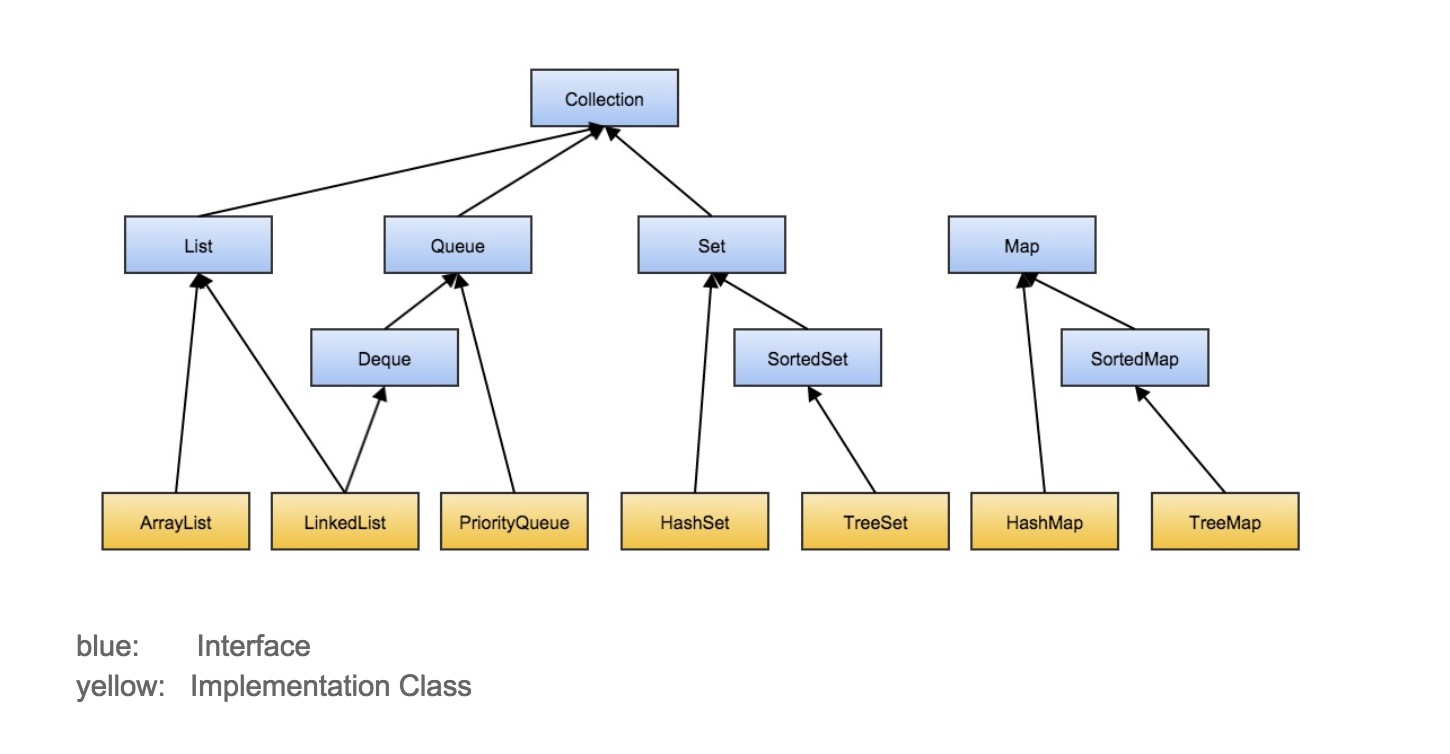 Collection
List
Queue
Set
Map
Deque
SortedSet
SortedMap
ArrayList
LinkedList
PriorityQueue
HashSet
TreeSet
HashMap
TreeMap
blue: Interface
yellow: Implementation Class